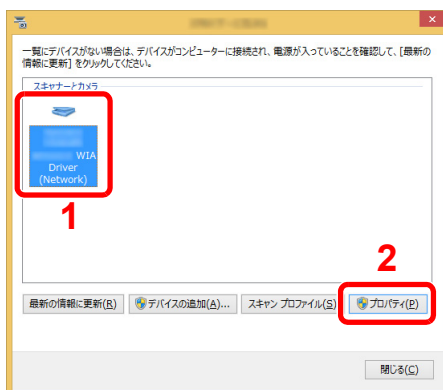 一覧にデバイスがない場合は、デバイスがコンピューターに接続され、電源が入っていることを確認して、[最新の
情報に更新] をクリックしてください。
スキャナーとカメラ
WIA
Driver
(Network)
1
2
最新の情報に更新(R)
デバイスの追加(A)...
スキャン プロファイル(S)
プロパティ(P)
閉じる(C)